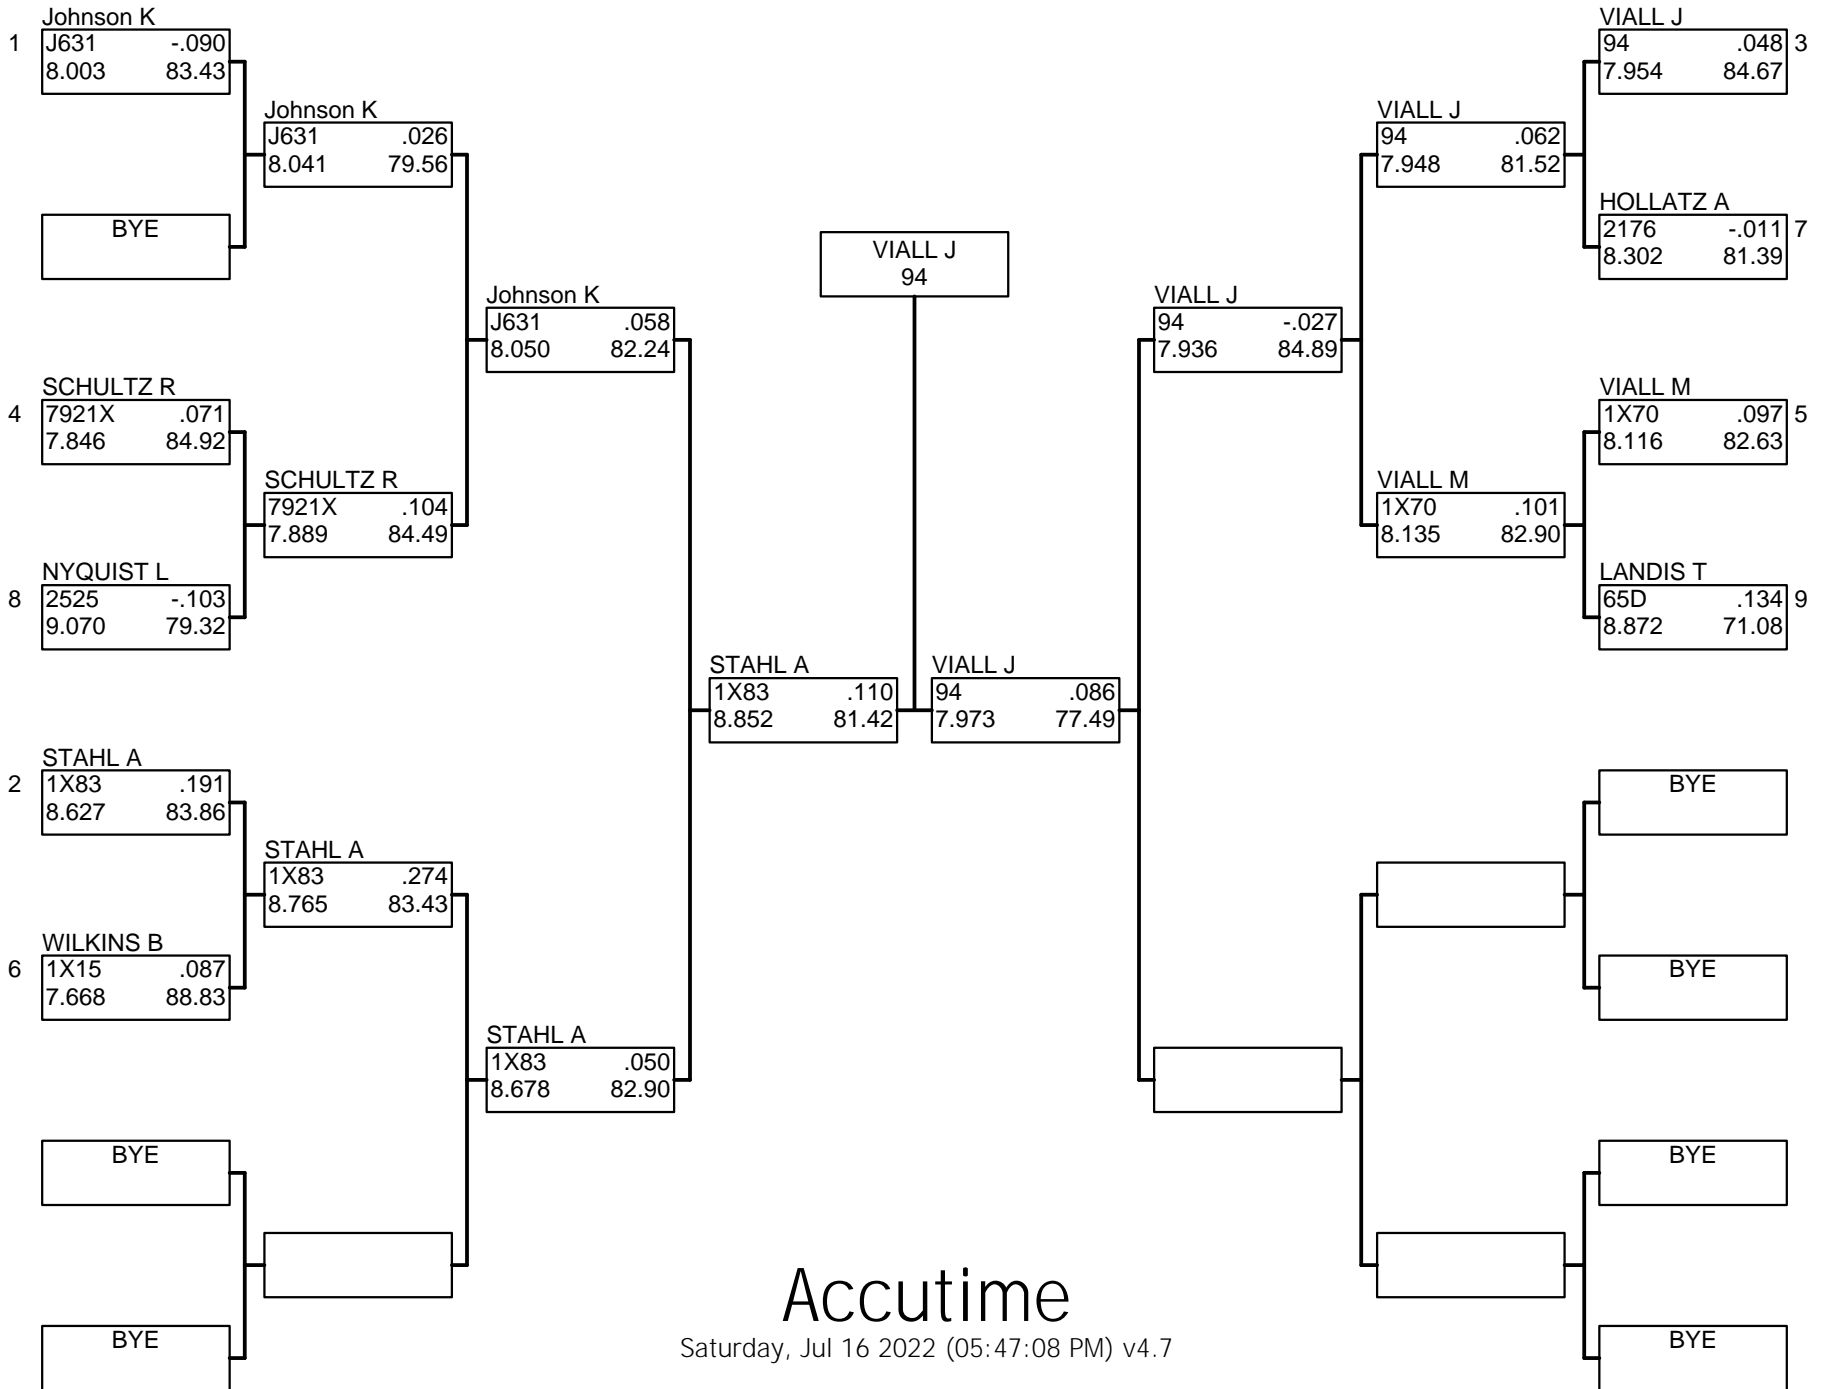 Johnson K
1 J631 -.090
8.003 83.43
BYE
SCHULTZ R
4 7921X .071
7.846 84.92
NYQUIST L
8 2525 -.103
9.070 79.32
STAHL A
2 1X83 .191
8.627 83.86
WILKINS B
6 1X15 .087
7.668 88.83
BYE
BYE
Johnson K
J631 .026
8.041 79.56
SCHULTZ R
7921X .104
7.889 84.49
STAHL A
1X83 .274
8.765 83.43
Johnson K
J631 .058
8.050 82.24
STAHL A
1X83 .050
8.678 82.90
STAHL A
1X83 .110
8.852 81.42
VIALL J
94
VIALL J
94 .086
7.973 77.49
VIALL J
94 -.027
7.936 84.89
VIALL J
94 .062
7.948 81.52
VIALL M
1X70 .101
8.135 82.90
VIALL J
94 .048 3
7.954 84.67
HOLLATZ A
2176 -.011 7
8.302 81.39
VIALL M
1X70 .097 5
8.116 82.63
LANDIS T
65D .134 9
8.872 71.08
BYE
BYE
BYE
BYE
Accutime
Saturday, Jul 16 2022 (05:47:08 PM) v4.7